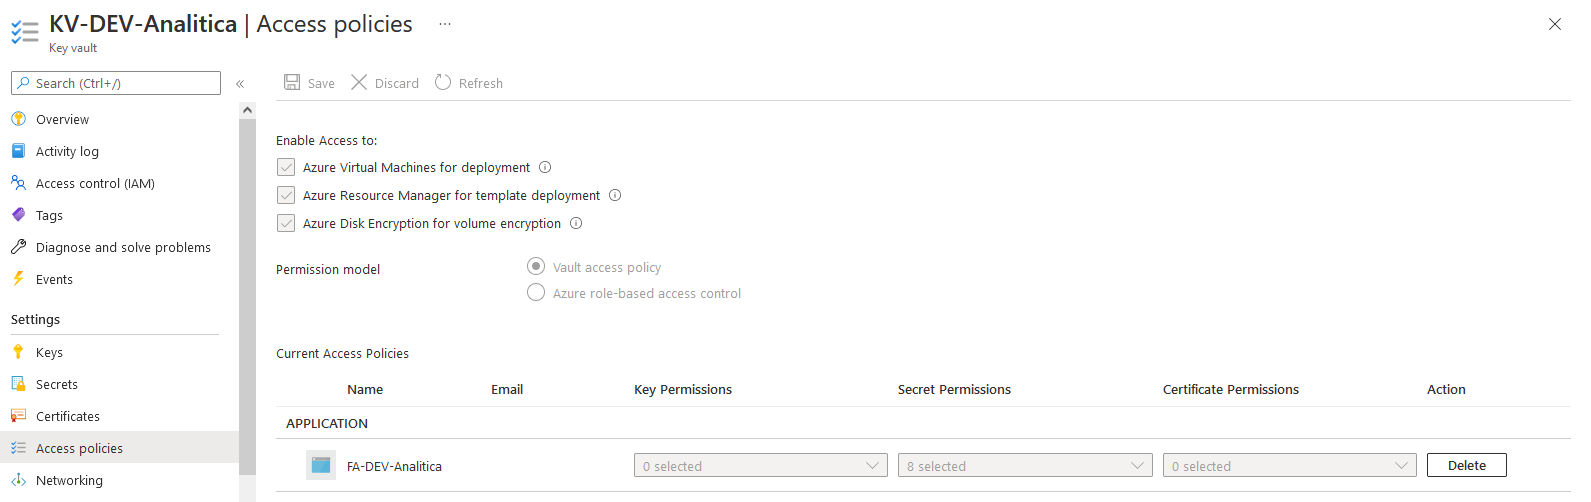 KV-DEV-Analitica | Access policies ...
Key vault
Search (Ctrl+/)
«
Overview
Activity log
Access control (IAM)
Tags
Diagnose and solve problems
Events
Settings
Keys
Secrets
Certificates
Access policies
Networking
Save Discard Refresh
Enable Access to:
Azure Virtual Machines for deployment
Azure Resource Manager for template deployment
Azure Disk Encryption for volume encryption
Permission model
Vault access policy
Azure role-based access control
Current Access Policies
Name Email Key Permissions Secret Permissions Certificate Permissions Action
APPLICATION
FA-DEV-Analitica 0 selected 8 selected 0 selected Delete